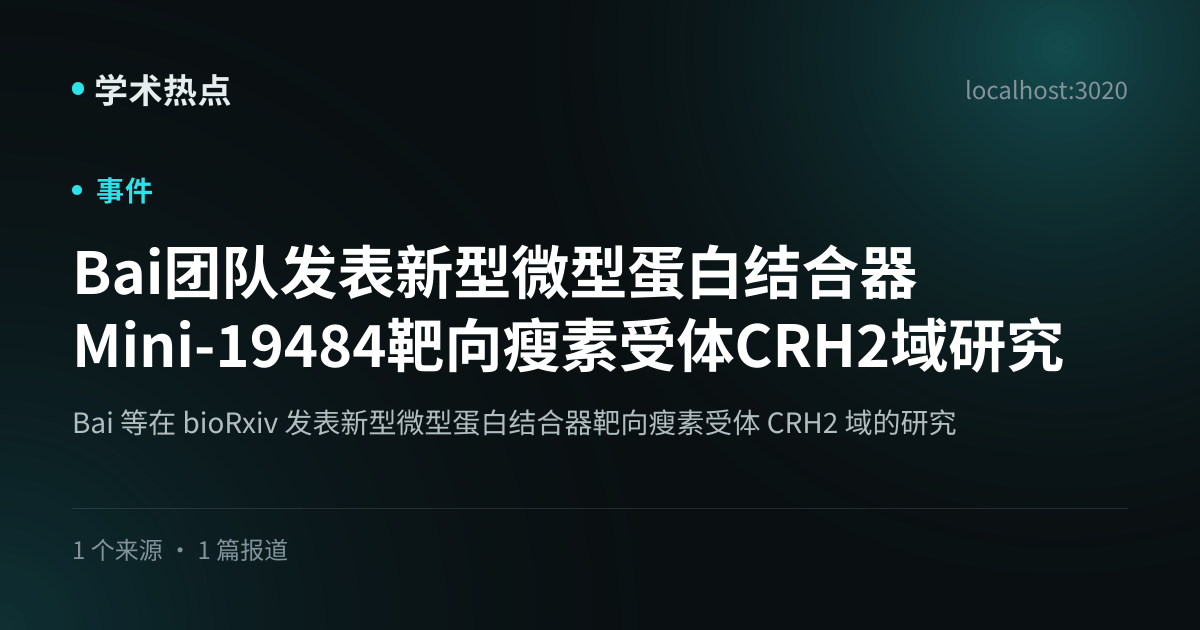 学术热点
localhost:3020
事件
Bai团队发表新型微型蛋白结合器
Mini-19484靶向瘦素受体CRH2域研究
Bai 等在 bioRxiv 发表新型微型蛋白结合器靶向瘦素受体 CRH2 域的研究
1 个来源 · 1 篇报道